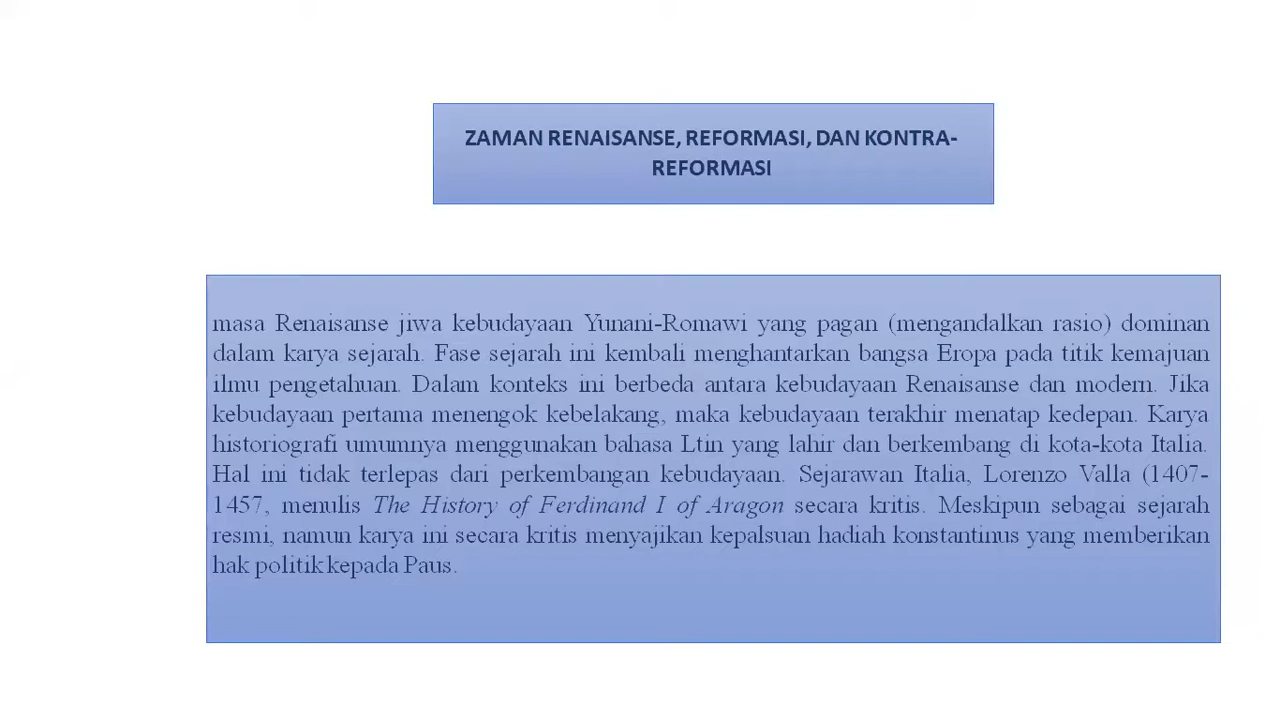 ZAMAN RENAISANSE, REFORMASI, DAN KONTRA-
REFORMASI
masa Renaisanse jiwa kebudayaan Yunani-Romawi yang pagan (mengandalkan rasio) dominan
dalam karya sejarah. Fase sejarah ini kembali menghantarkan bangsa Eropa pada titik kemajuan
ilmu pengetahuan. Dalam konteks ini berbeda antara kebudayaan Renaisanse dan modern. Jika
kebudayaan pertama menengok kebelakang, maka kebudayaan terakhir menatap kedepan. Karya
historiografi umumnya menggunakan bahasa Ltin yang lahir dan berkembang di kota-kota Italia.
Hal ini tidak terlepas dari perkembangan kebudayaan. Sejarawan Italia, Lorenzo Valla (1407-
1457, menulis The History of Ferdinand I of Aragon secara kritis. Meskipun sebagai sejarah
resmi, namun karya ini secara kritis menyajikan kepalsuan hadiah konstantinus yang memberikan
hak politik kepada Paus.